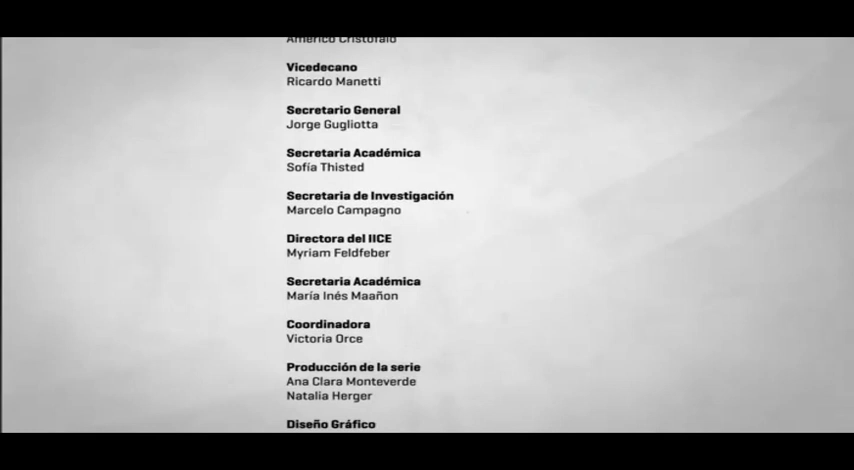 Américo Cristófalo
Vicedecano
Ricardo Manetti
Secretario General
Jorge Gugliotta
Secretaria Académica
Sofía Thisted
Secretaria de Investigación
Marcelo Campagno
Directora del IICE
Myriam Feldfeber
Secretaria Académica
María Inés Maañon
Coordinadora
Victoria Orce
Producción de la serie
Ana Clara Monteverde
Natalia Herger
Diseño Gráfico